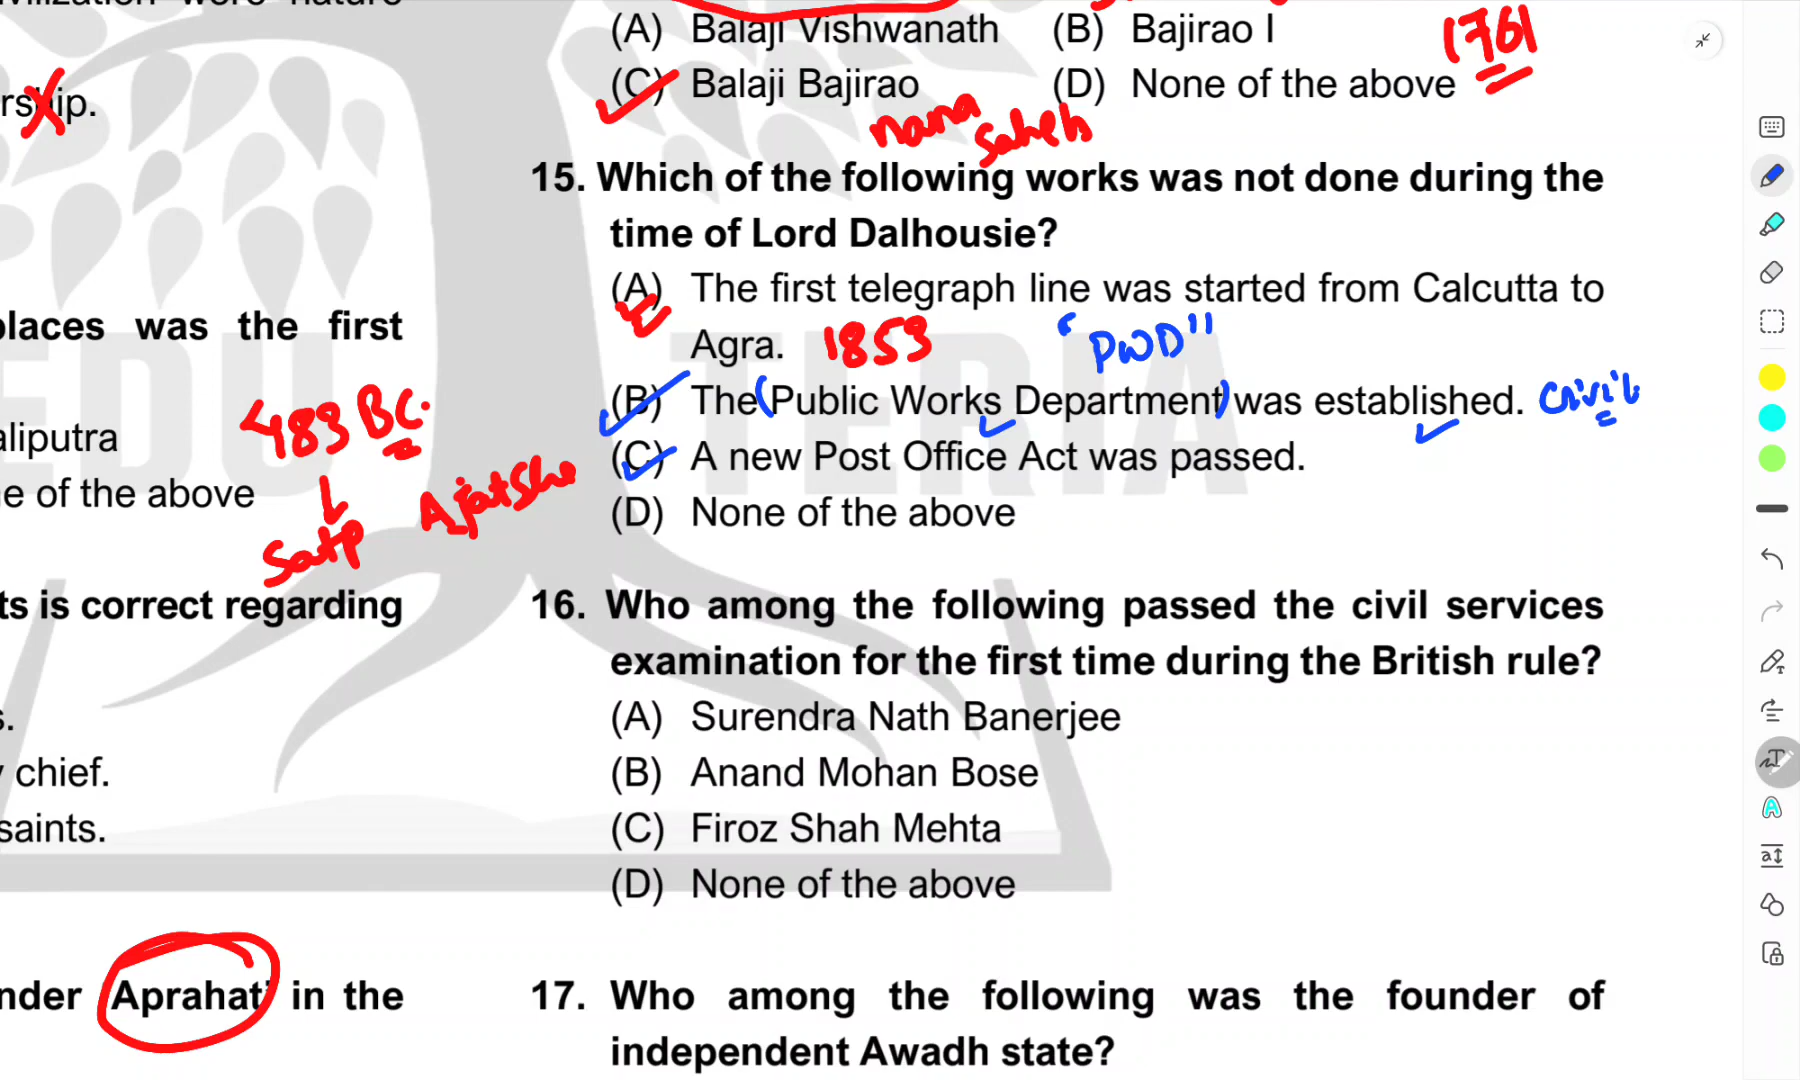 rship.
places was the first
483 BC.
aliputra
e of the above
Satp
Ajatsha
ts is correct regarding
s.
chief.
saints.
nder Aprahati in the
(A) Balaji Vishwanath (B) Bajirao I
1761
(C) Balaji Bajirao (D) None of the above
nana saheb
15. Which of the following works was not done during the
time of Lord Dalhousie?
(A) The first telegraph line was started from Calcutta to
Agra. 1853 "PWD"
(B) The (Public Works Department) was established. Civil
(C) A new Post Office Act was passed.
(D) None of the above
16. Who among the following passed the civil services
examination for the first time during the British rule?
(A) Surendra Nath Banerjee
(B) Anand Mohan Bose
(C) Firoz Shah Mehta
(D) None of the above
17. Who among the following was the founder of
independent Awadh state?
EDU TERIA